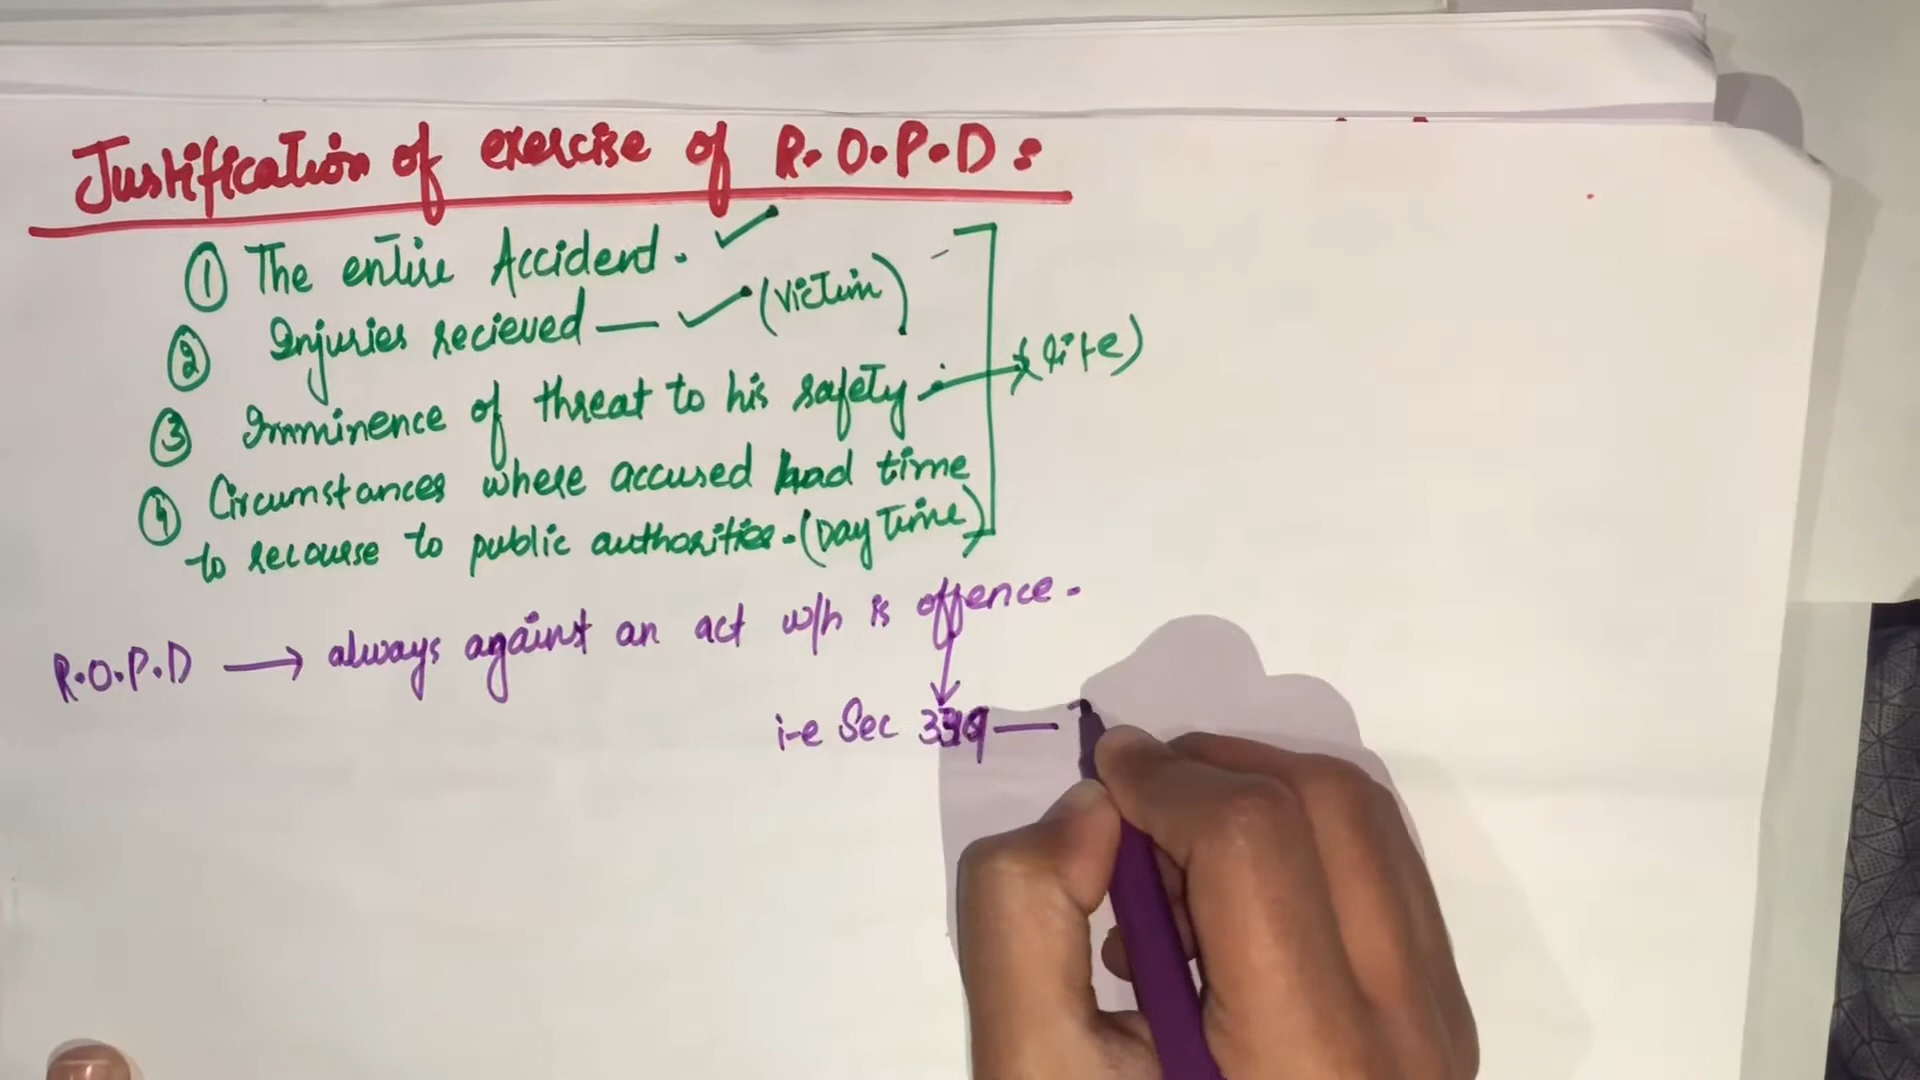 Justification of exercise of R.O.P.D:
① The entire Accident.
② Injuries recieved — (Victim)
③ Imminence of threat to his safety. → (life)
④ Circumstances where accused had time
to recourse to public authorities. (Day Time)
R.O.P.D → always against an act w/h is offence.
i-e Sec —